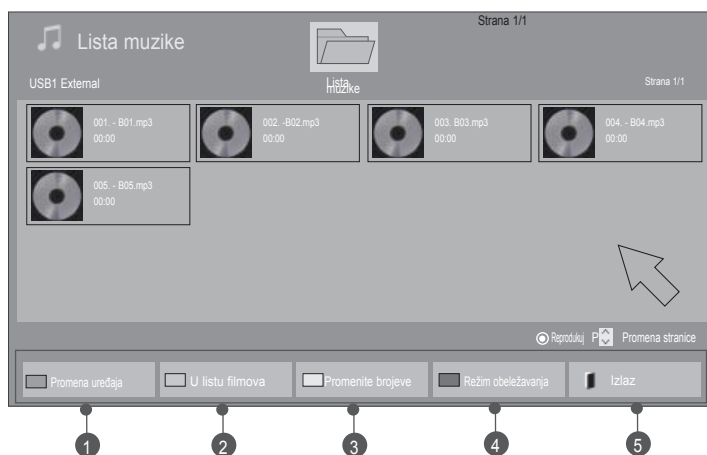 Strana 1/1
Lista muzike
USB1 External
Lista
muzike
Strana 1/1
001. - B01.mp3
00:00
002. -B02.mp3
00:00
003. B03.mp3
00:00
004. - B04.mp3
00:00
005. - B05.mp3
00:00
Reprodukuj P Promena stranice
Promena uređaja
U listu filmova
Promenite brojeve
Režim obeležavanja
Izlaz
1 2 3 4 5